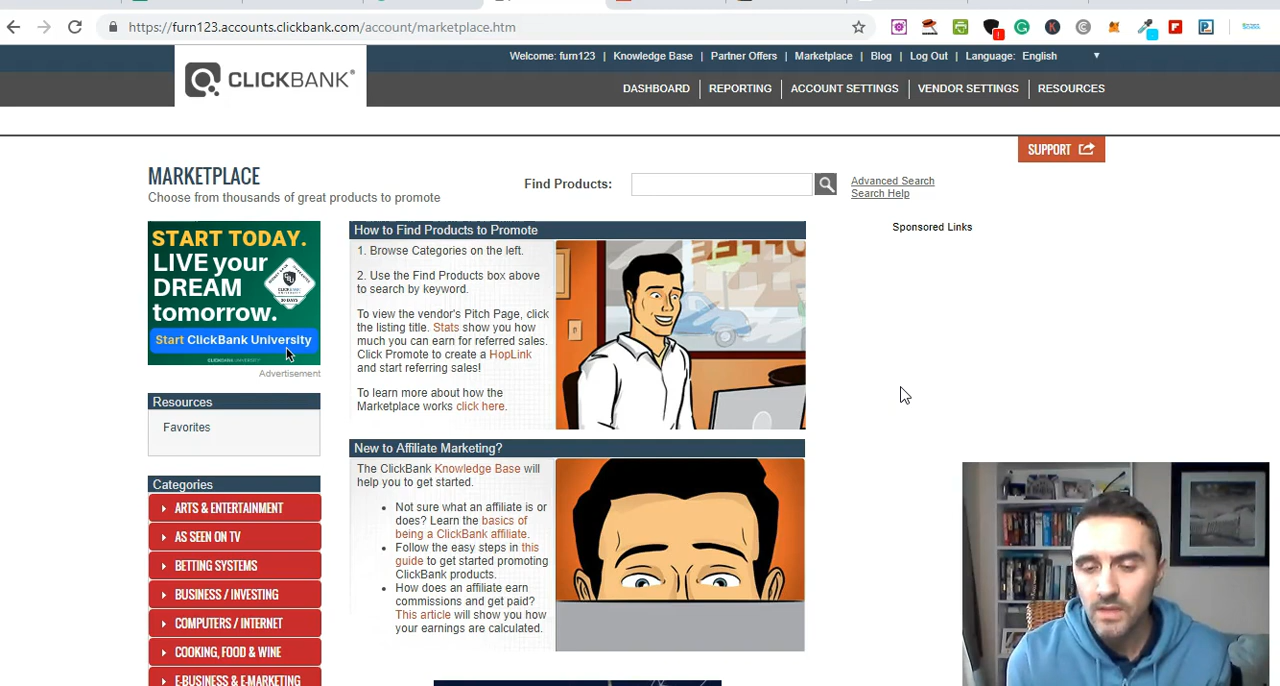 https://furn123.accounts.clickbank.com/account/marketplace.htm
Welcome: furn123 | Knowledge Base | Partner Offers | Marketplace | Blog | Log Out | Language: English
CLICKBANK
DASHBOARD | REPORTING | ACCOUNT SETTINGS | VENDOR SETTINGS | RESOURCES
SUPPORT
MARKETPLACE
Choose from thousands of great products to promote
Find Products:
Advanced Search
Search Help
START TODAY.
LIVE your
DREAM
tomorrow.
Start ClickBank University
Advertisement
Resources
Favorites
Categories
ARTS & ENTERTAINMENT
AS SEEN ON TV
BETTING SYSTEMS
BUSINESS / INVESTING
COMPUTERS / INTERNET
COOKING, FOOD & WINE
E-BUSINESS & E-MARKETING
How to Find Products to Promote
1. Browse Categories on the left.
2. Use the Find Products box above
to search by keyword.
To view the vendor's Pitch Page, click
the listing title. Stats show you how
much you can earn for referred sales.
Click Promote to create a HopLink
and start referring sales!
To learn more about how the
Marketplace works click here.
New to Affiliate Marketing?
The ClickBank Knowledge Base will
help you to get started.
Not sure what an affiliate is or
does? Learn the basics of
being a ClickBank affiliate.
Follow the easy steps in this
guide to get started promoting
ClickBank products.
How does an affiliate earn
commissions and get paid?
This article will show you how
your earnings are calculated.
Sponsored Links